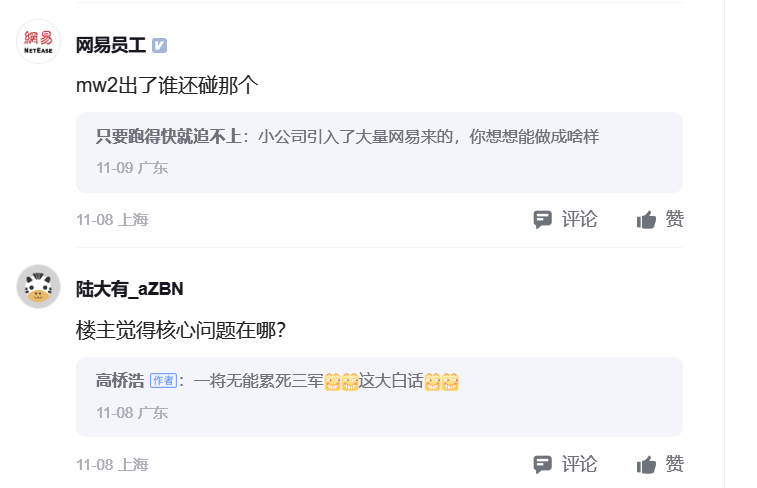 網易
NETEASE
网易员工
mw2出了谁还碰那个
只要跑得快就追不上：小公司引入了大量网易来的，你想想能做成啥样
11-09 广东
11-08 上海 评论 赞
陆大有_aZBN
楼主觉得核心问题在哪？
高桥浩 作者：一将无能累死三军😁😁这大白话😁😁
11-08 广东
11-08 上海 评论 赞